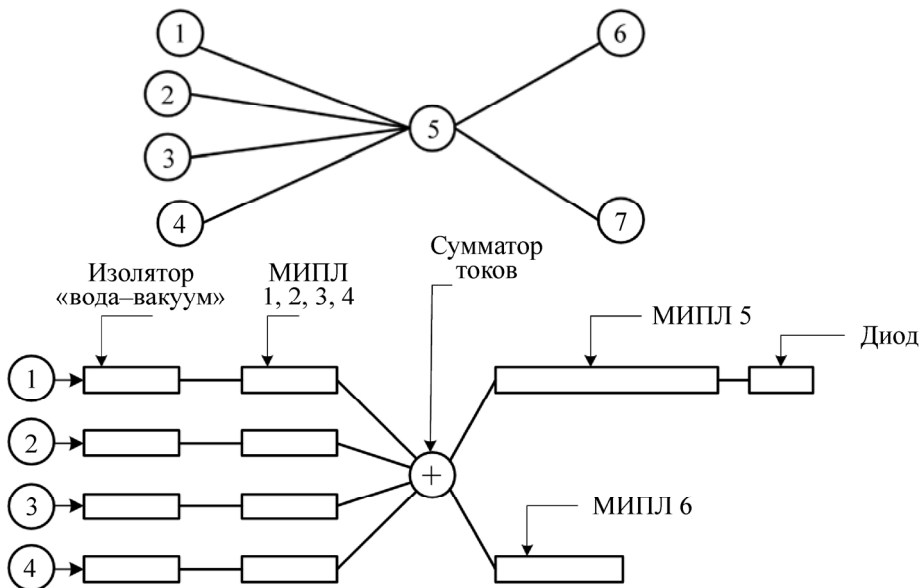 1
6
2
5
3
4
7
Сумматор
токов
Изолятор
«вода–вакуум»
МИПЛ
1, 2, 3, 4
МИПЛ 5
Диод
1
2
+
3
МИПЛ 6
4